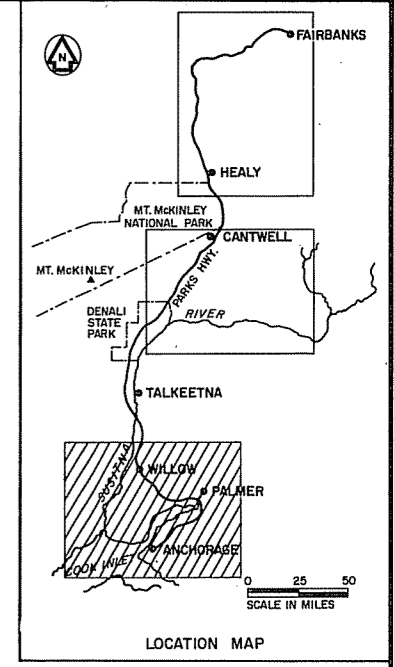 N
FAIRBANKS
HEALY
MT. McKINLEY
NATIONAL PARK
CANTWELL
MT. McKINLEY
PARKS HWY.
DENALI
STATE
PARK
RIVER
TALKEETNA
SUSITNA
WILLOW
PALMER
ANCHORAGE
COOK INLET
0 25 50
SCALE IN MILES
LOCATION MAP